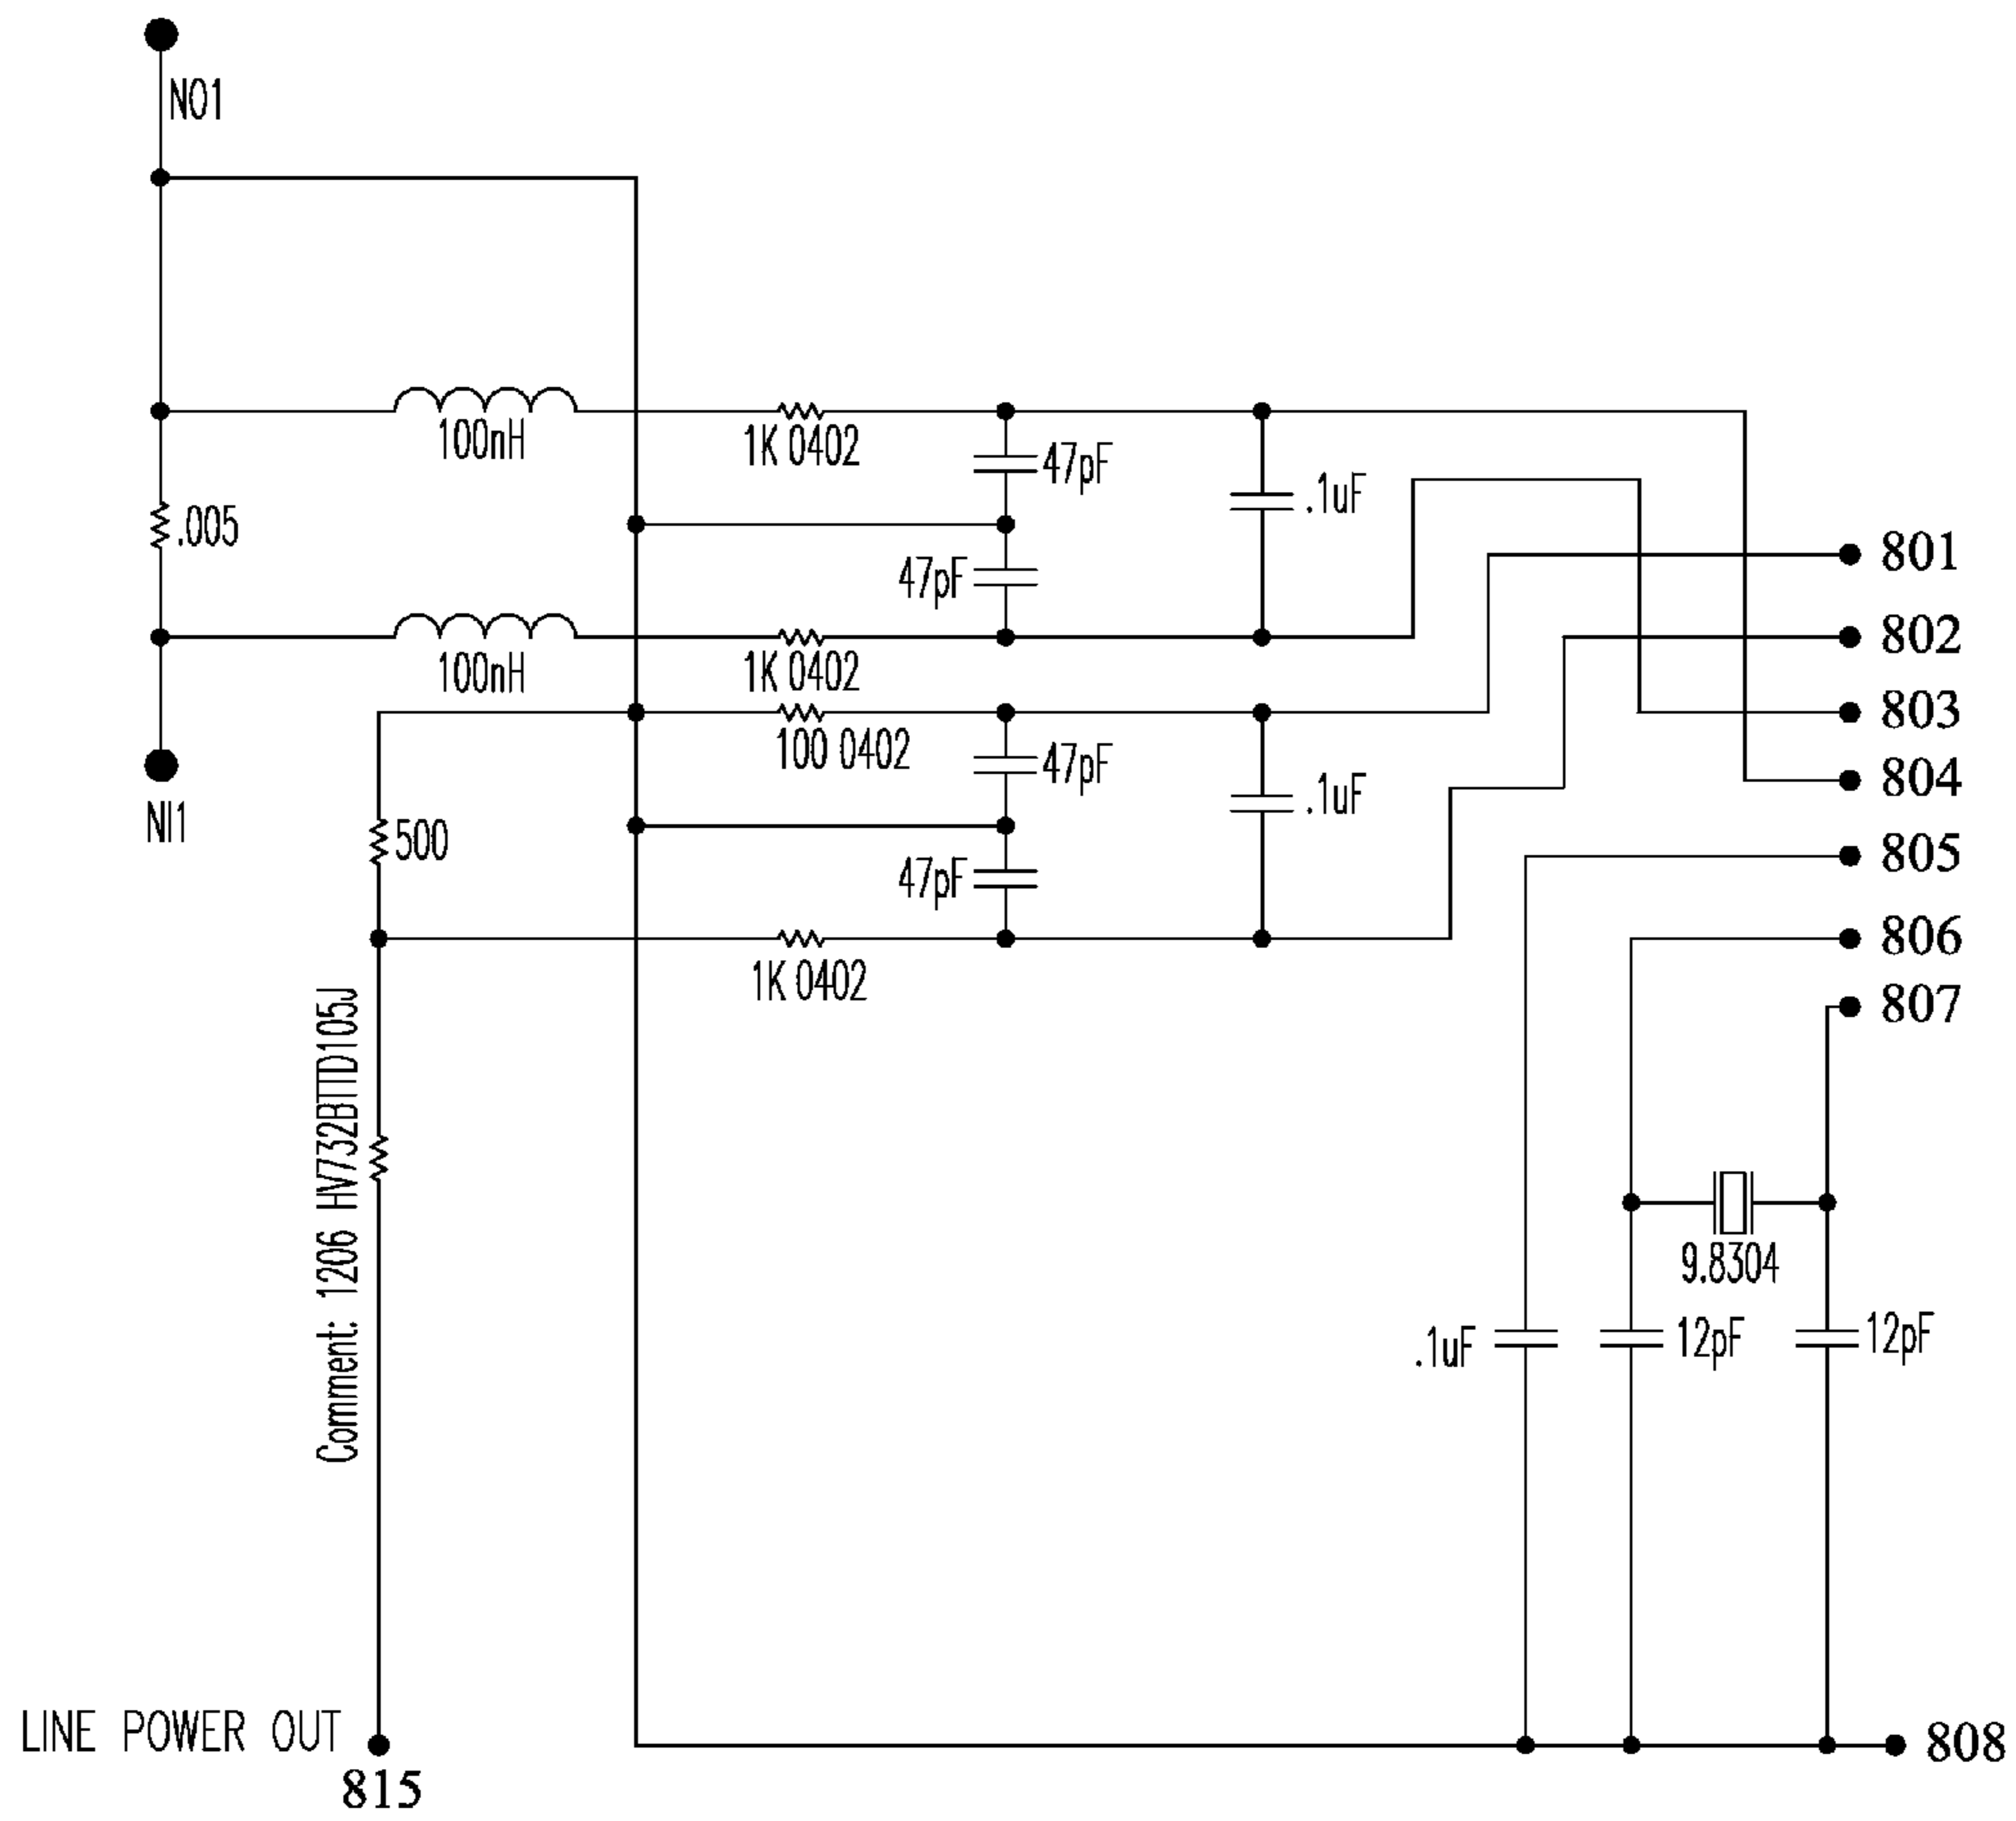 NO1
100nH
1K 0402
47pF
.1uF
.005
47pF
801
802
100nH
1K 0402
803
100 0402
47pF
.1uF
804
NI1
500
47pF
805
806
1K 0402
807
Comment: 1206 HV732BTTD105J
9.8304
.1uF
12pF
12pF
LINE POWER OUT
815
808